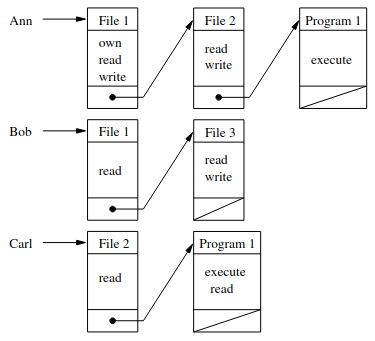 Ann
File 1
own
read
write
File 2
read
write
Program 1
execute
Bob
File 1
read
File 3
read
write
Carl
File 2
read
Program 1
execute
read